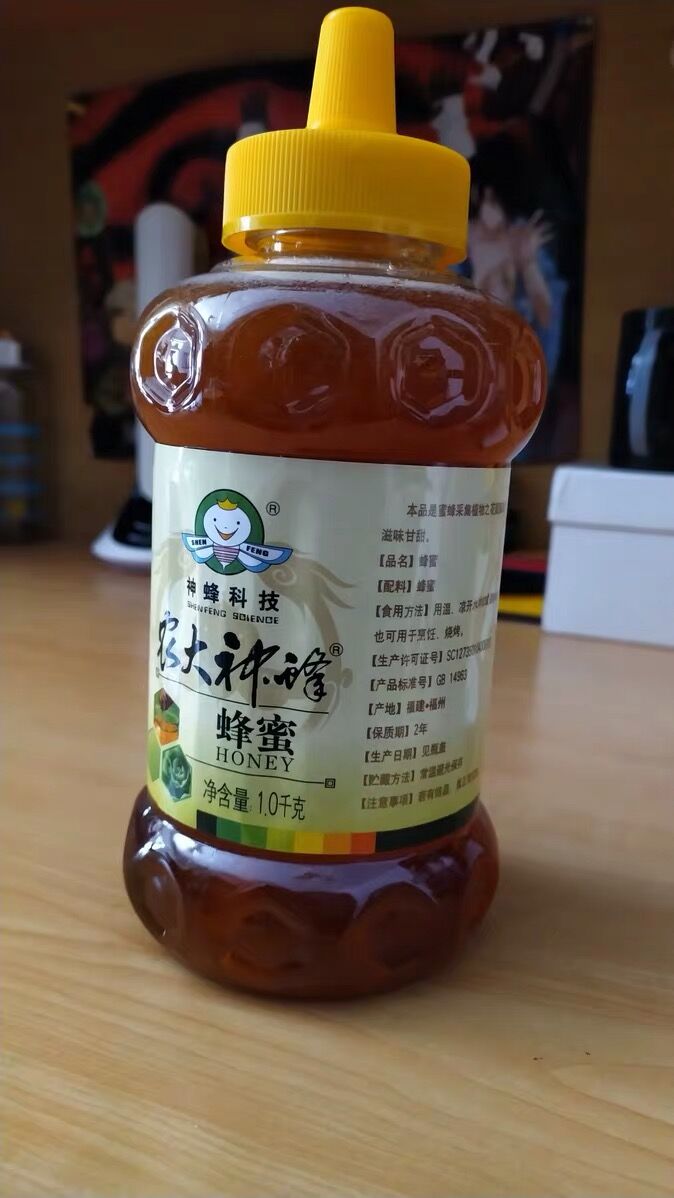 SHEN FENG
®
神蜂科技
SHENFENG SCIENCE
农大神蜂®
蜂蜜
HONEY
净含量:1.0千克
本品是蜜蜂采集植物之花
滋味甘甜。
【品名】蜂蜜
【配料】蜂蜜
【食用方法】用温、凉开
也可用于烹饪、烧烤。
【生产许可证号】
【产品标准号】GB 14963
【产地】福建•福州
【保质期】2年
【生产日期】见瓶盖
【贮藏方法】常温避光保存
【注意事项】若有结晶,